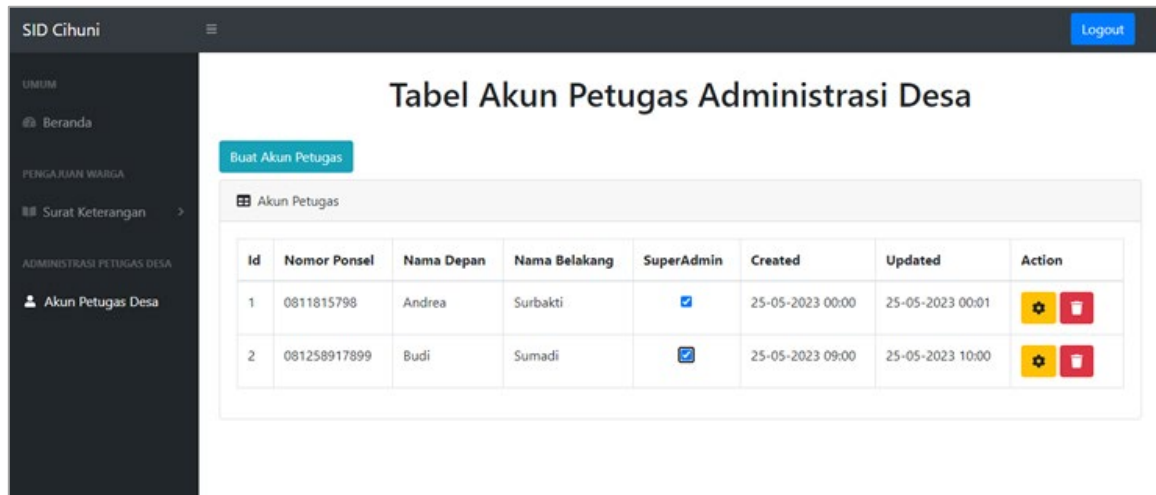 SID Cihuni
Logout
UMUM
Beranda
PENGAJUAN WARGA
Surat Keterangan
ADMINISTRASI PETUGAS DESA
Akun Petugas Desa
Tabel Akun Petugas Administrasi Desa
Buat Akun Petugas
Akun Petugas
Id Nomor Ponsel Nama Depan Nama Belakang SuperAdmin Created Updated Action
1 0811815798 Andrea Surbakti 25-05-2023 00:00 25-05-2023 00:01
2 081258917899 Budi Sumadi 25-05-2023 09:00 25-05-2023 10:00